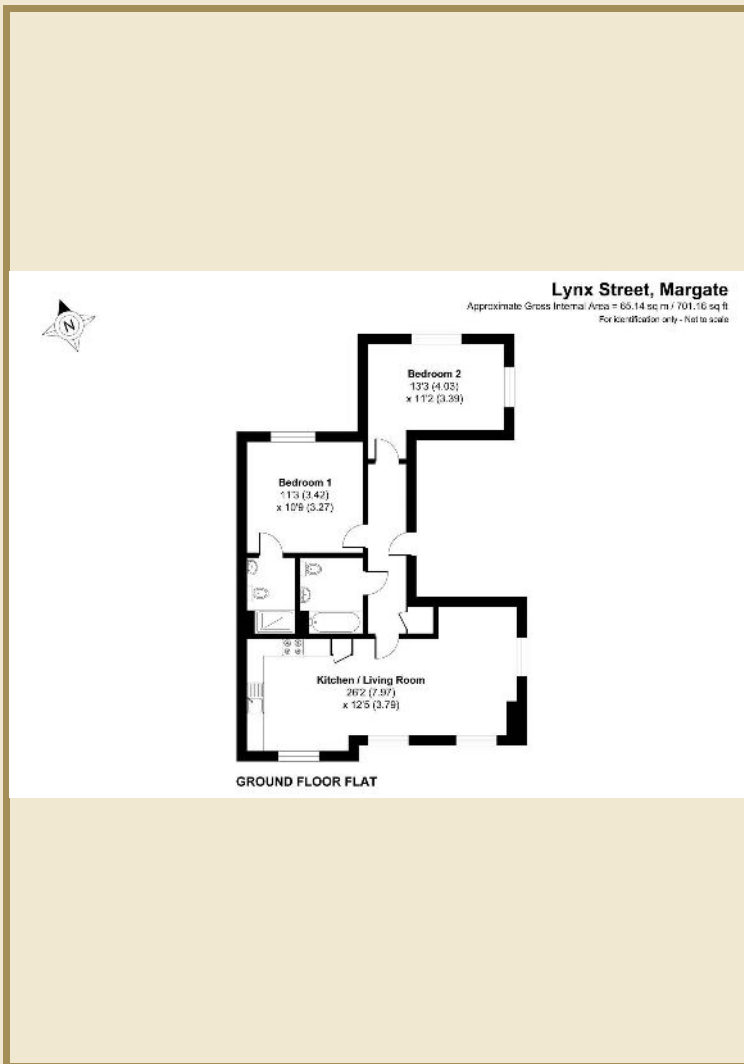 Lynx Street, Margate
Approximate Gross Internal Area = 65.14 sq m / 701.16 sq ft
For identification only - Not to scale
N
Bedroom 2
13'3 (4.03)
x 11'2 (3.39)
Bedroom 1
11'3 (3.42)
x 10'9 (3.27)
Kitchen / Living Room
26'2 (7.97)
x 12'5 (3.79)
GROUND FLOOR FLAT